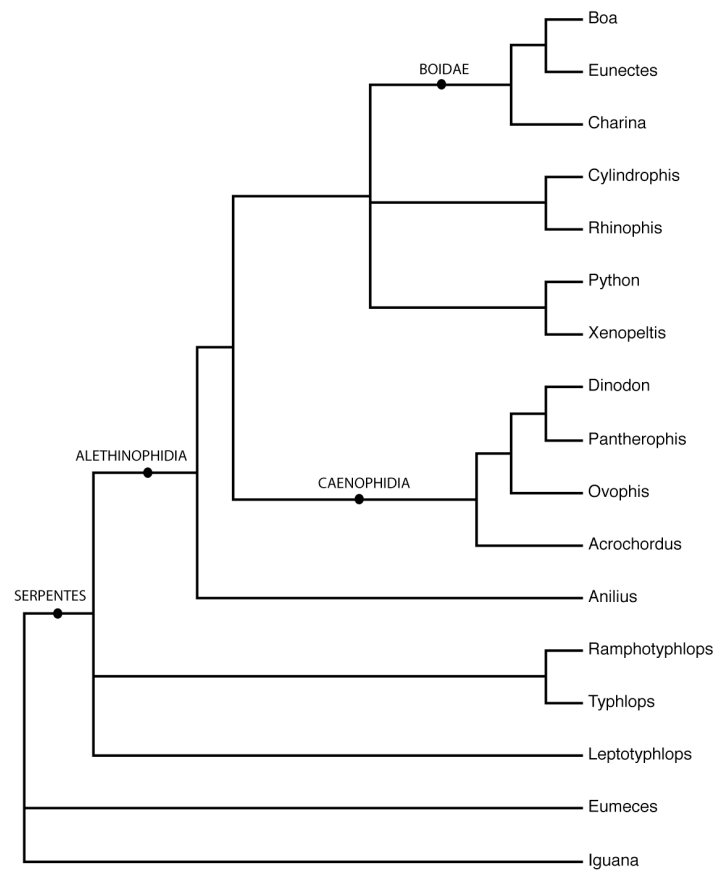 Boa
BOIDAE
Eunectes
Charina
Cylindrophis
Rhinophis
Python
Xenopeltis
Dinodon
Pantherophis
ALETHINOPHIDIA
CAENOPHIDIA
Ovophis
Acrochordus
SERPENTES
Anilius
Ramphotyphlops
Typhlops
Leptotyphlops
Eumeces
Iguana